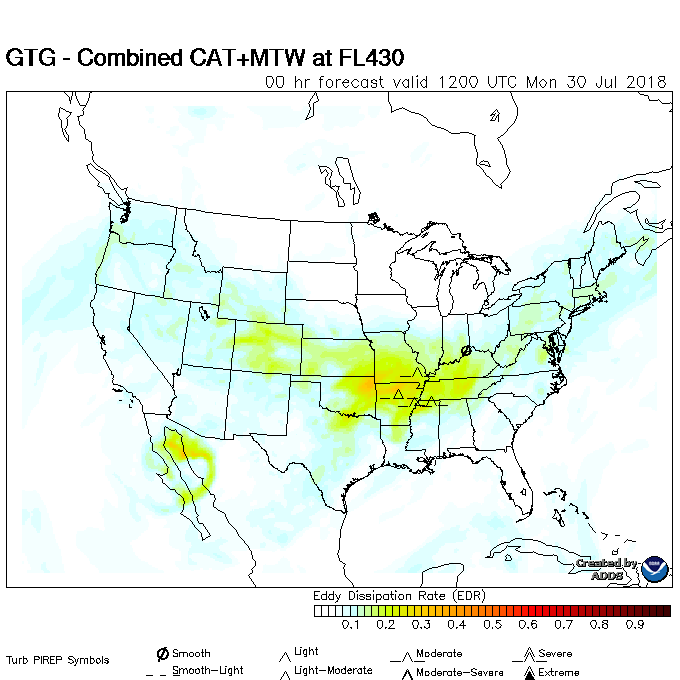 GTG - Combined CAT+MTW at FL430
00 hr forecast valid 1200 UTC Mon 30 Jul 2018
Created by
ADDS
Eddy Dissipation Rate (EDR)
0.1 0.2 0.3 0.4 0.5 0.6 0.7 0.8 0.9
Turb PIREP Symbols
Smooth Light Moderate Severe
Smooth-Light Light-Moderate Moderate-Severe Extreme